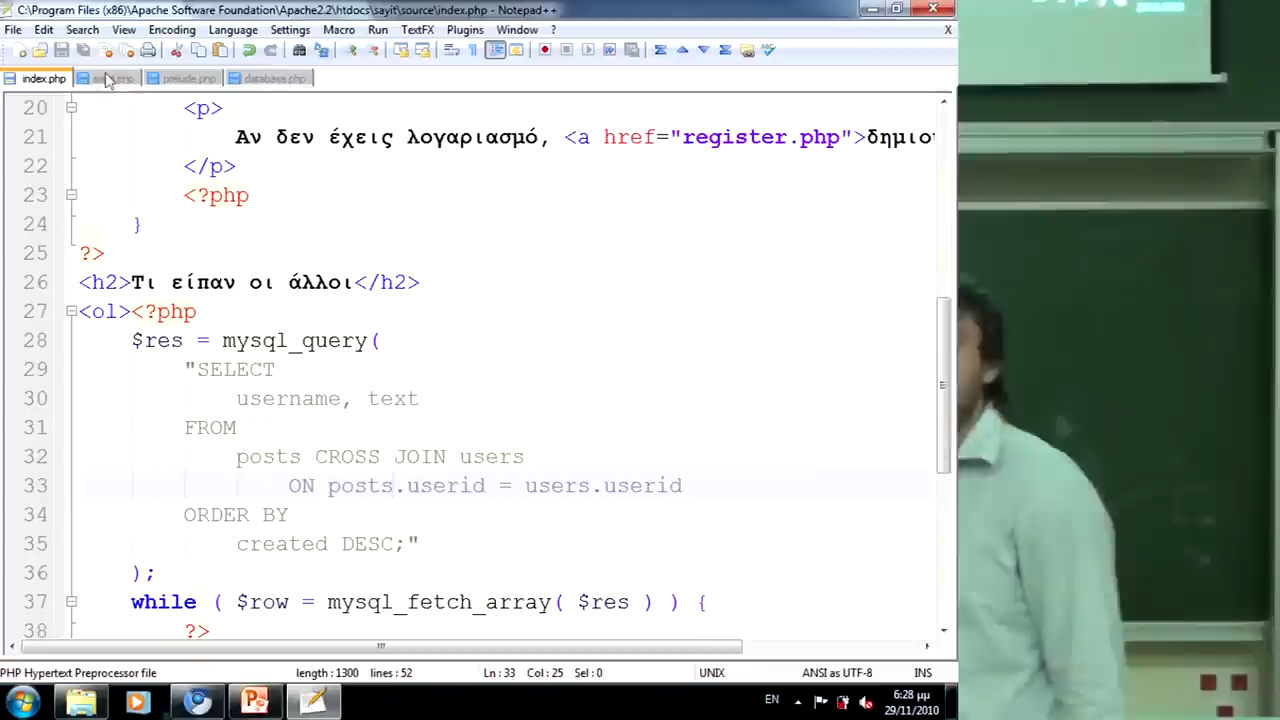 C:\Program Files (x86)\Apache Software Foundation\Apache2.2\htdocs\sayit\source\index.php - Notepad++
File Edit Search View Encoding Language Settings Macro Run TextFX Plugins Window ? X
index.php prelude.php database.php
20 <p>
21 Αν δεν έχεις λογαριασμό, <a href="register.php">δημιου
22 </p>
23 <?php
24 }
25 ?>
26 <h2>Τι είπαν οι άλλοι</h2>
27 <ol><?php
28 $res = mysql_query(
29 "SELECT
30 username, text
31 FROM
32 posts CROSS JOIN users
33 ON posts.userid = users.userid
34 ORDER BY
35 created DESC;"
36 );
37 while ( $row = mysql_fetch_array( $res ) ) {
38 ?>
PHP Hypertext Preprocessor file length:1300 lines:52 Ln:33 Col:25 Sel:0 UNIX ANSI as UTF-8 INS
EN 6:28 μμ
29/11/2010